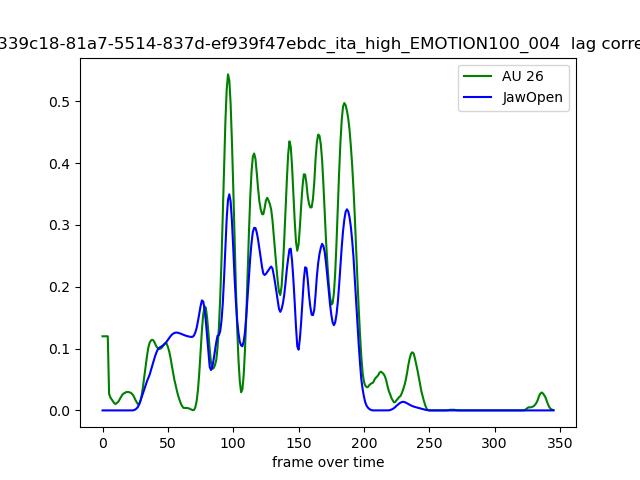 339c18-81a7-5514-837d-ef939f47ebdc_ita_high_EMOTION100_004 lag corre
AU 26
JawOpen
0.5
0.4
0.3
0.2
0.1
0.0
0 50 100 150 200 250 300 350
frame over time